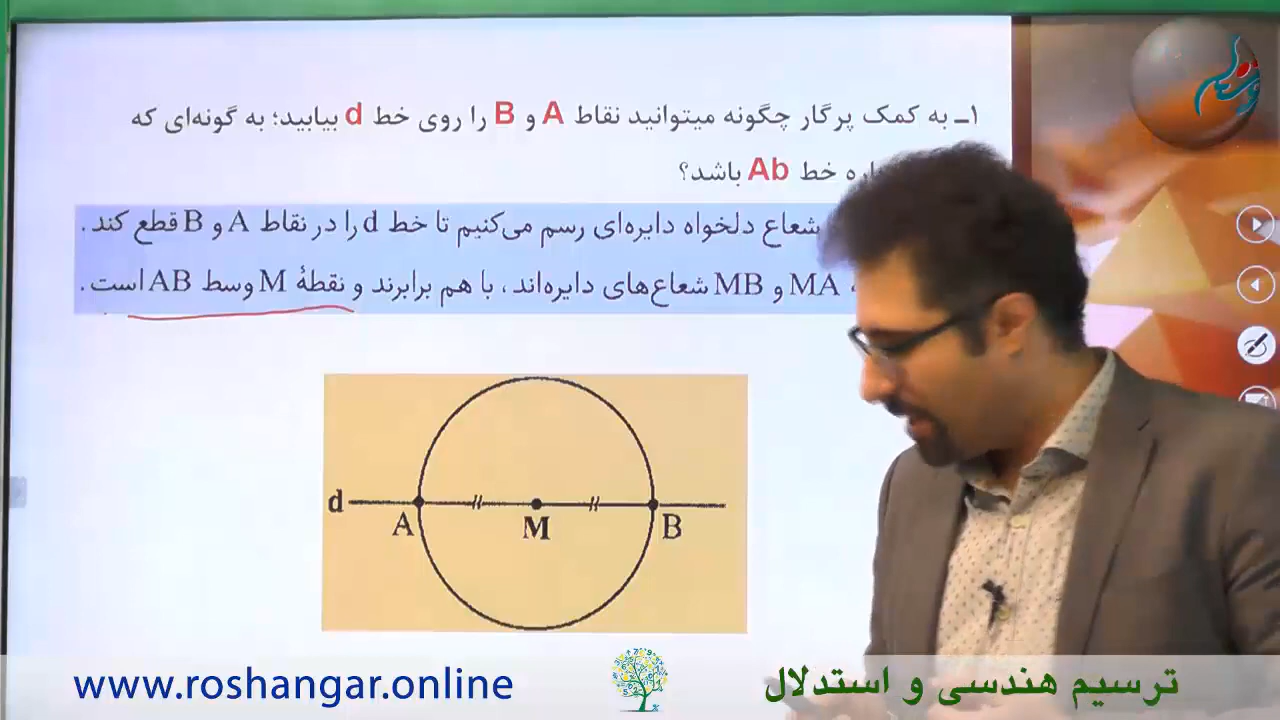 ۱ـ به کمک پرگار چگونه میتوانید نقاط A و B را روی خط d بیابید؛ به گونه‌ای که
خط Ab باشد؟
شعاع دلخواه دایره‌ای رسم می‌کنیم تا خط d را در نقاط A و B قطع کند .
MA و MB شعاع‌های دایره‌اند ، با هم برابرند و نقطهٔ M وسط AB است .
d
A M B
www.roshangar.online
ترسیم هندسی و استدلال